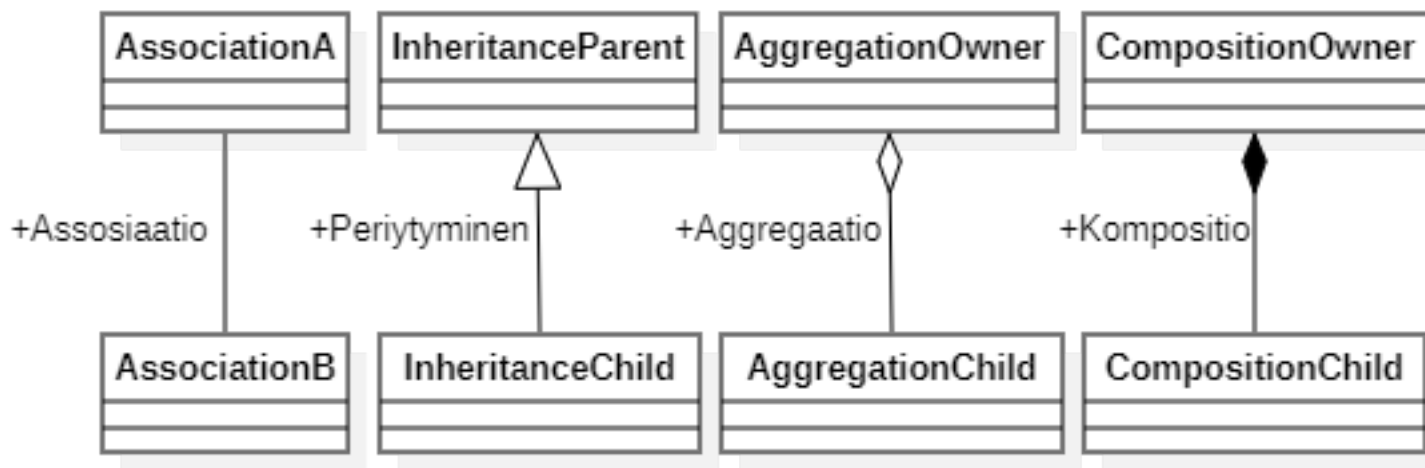 AssociationA
InheritanceParent
AggregationOwner
CompositionOwner
+Assosiaatio
+Periytyminen
+Aggregaatio
+Kompositio
AssociationB
InheritanceChild
AggregationChild
CompositionChild